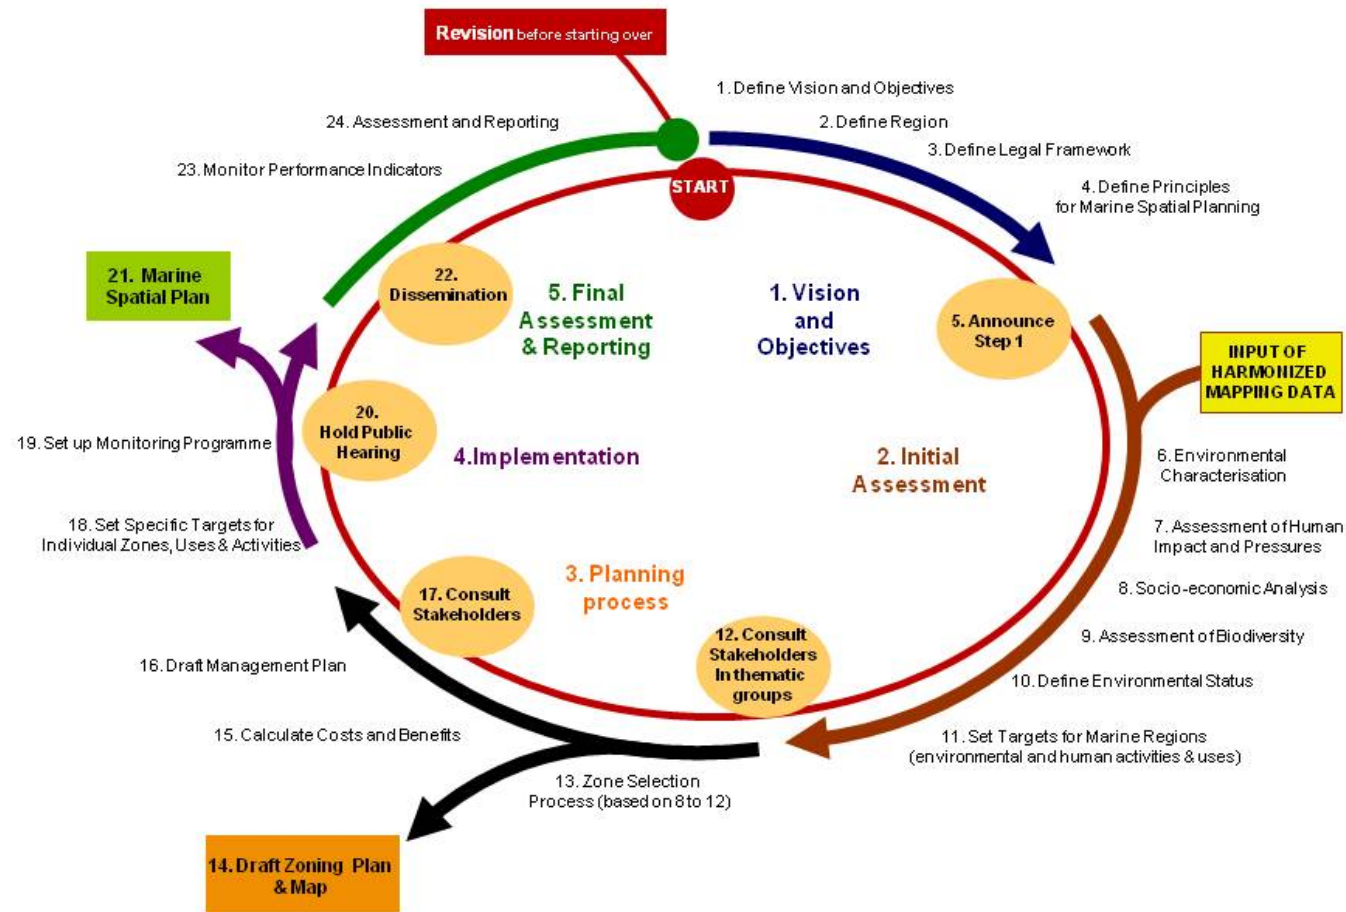 Revision before starting over
1. Define Vision and Objectives
2. Define Region
3. Define Legal Framework
4. Define Principles
for Marine Spatial Planning
24. Assessment and Reporting
23. Monitor Performance Indicators
START
21. Marine
Spatial Plan
22.
Dissemination
5. Final
Assessment
& Reporting
1. Vision
and
Objectives
5. Announce
Step 1
INPUT OF
HARMONIZED
MAPPING DATA
20.
Hold Public
Hearing
19. Set up Monitoring Programme
4.Implementation
2. Initial
Assessment
6. Environmental
Characterisation
18. Set Specific Targets for
Individual Zones, Uses & Activities
7. Assessment of Human
Impact and Pressures
17. Consult
Stakeholders
3. Planning
process
8. Socio-economic Analysis
12. Consult
Stakeholders
In thematic
groups
9. Assessment of Biodiversity
16. Draft Management Plan
10. Define Environmental Status
15. Calculate Costs and Benefits
11. Set Targets for Marine Regions
(environmental and human activities & uses)
13. Zone Selection
Process (based on 8 to 12)
14. Draft Zoning Plan
& Map